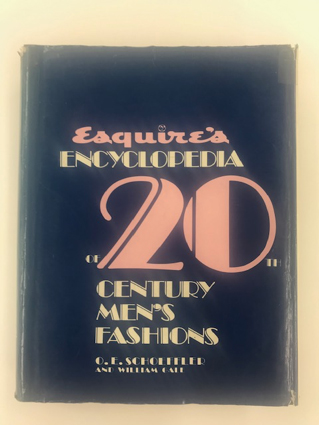 Esquire's
ENCYCLOPEDIA
OF 20TH
CENTURY
MEN'S
FASHIONS
O. E. SCHOEFFLER
AND WILLIAM GALE